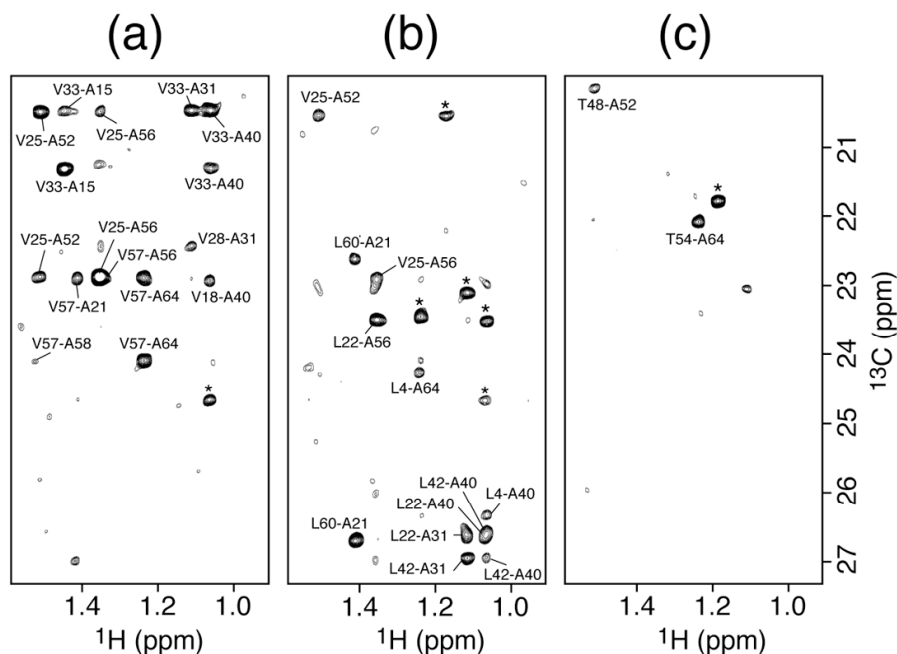 (a)
(b)
(c)
V33-A15
V33-A31
V25-A56
V33-A40
V25-A52
V33-A15
V33-A40
V25-A56
V28-A31
V25-A52
V57-A56
V57-A21
V57-A64
V18-A40
V57-A58
V57-A64
*
1.4
1.2
1.0
1H (ppm)
V25-A52
*
L60-A21
V25-A56
*
*
*
L22-A56
L4-A64
*
L42-A40
L4-A40
L22-A40
L60-A21
L22-A31
L42-A31
L42-A40
1.4
1.2
1.0
1H (ppm)
T48-A52
*
T54-A64
1.4
1.2
1.0
1H (ppm)
21
22
23
24
25
26
27
13C (ppm)